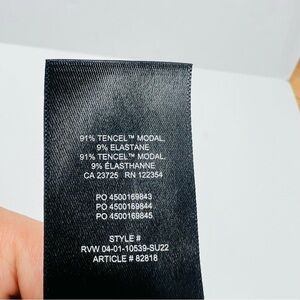 91% TENCEL™ MODAL,
9% ELASTANE
91% TENCEL™ MODAL,
9% ÉLASTHANNE
CA 23725 RN 122354
PO 4500169843
PO 4500169844
PO 4500169845
STYLE #
RVW 04-01-10539-SU22
ARTICLE # 82818